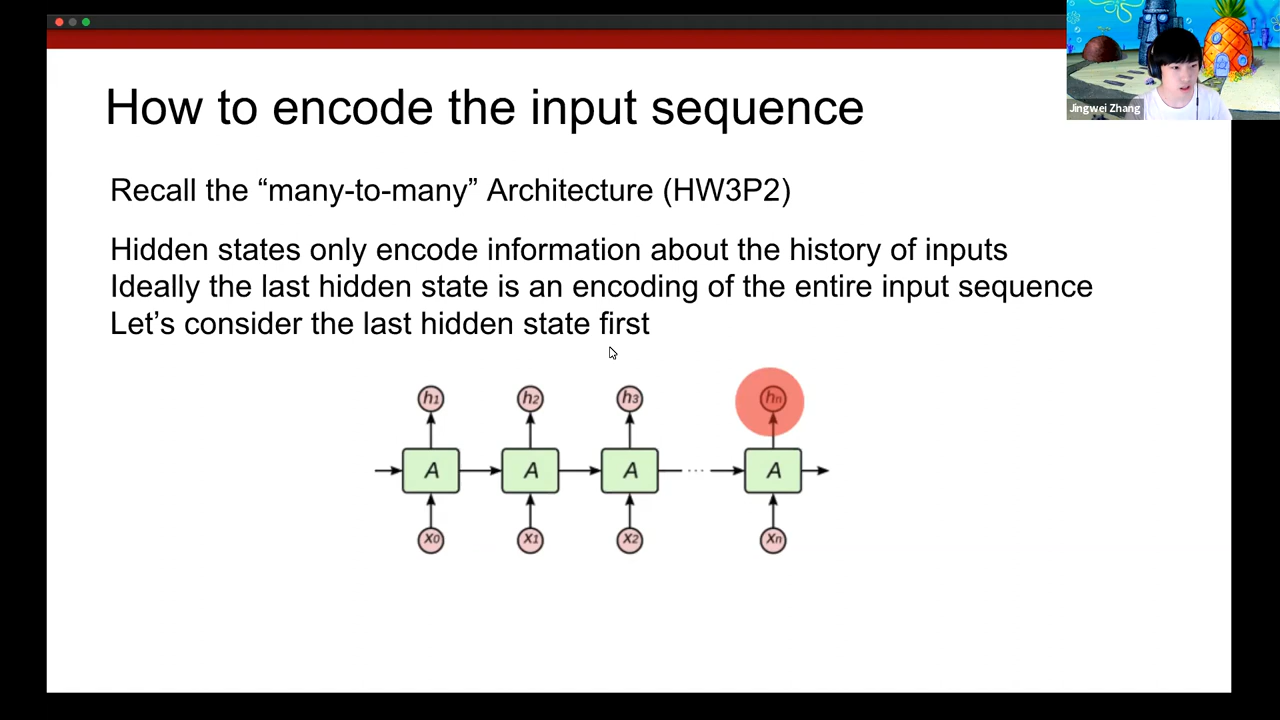 How to encode the input sequence
Jingwei Zhang
Recall the “many-to-many” Architecture (HW3P2)
Hidden states only encode information about the history of inputs
Ideally the last hidden state is an encoding of the entire input sequence
Let’s consider the last hidden state first
h1 h2 h3 hn
A A A ... A
x0 x1 x2 xn